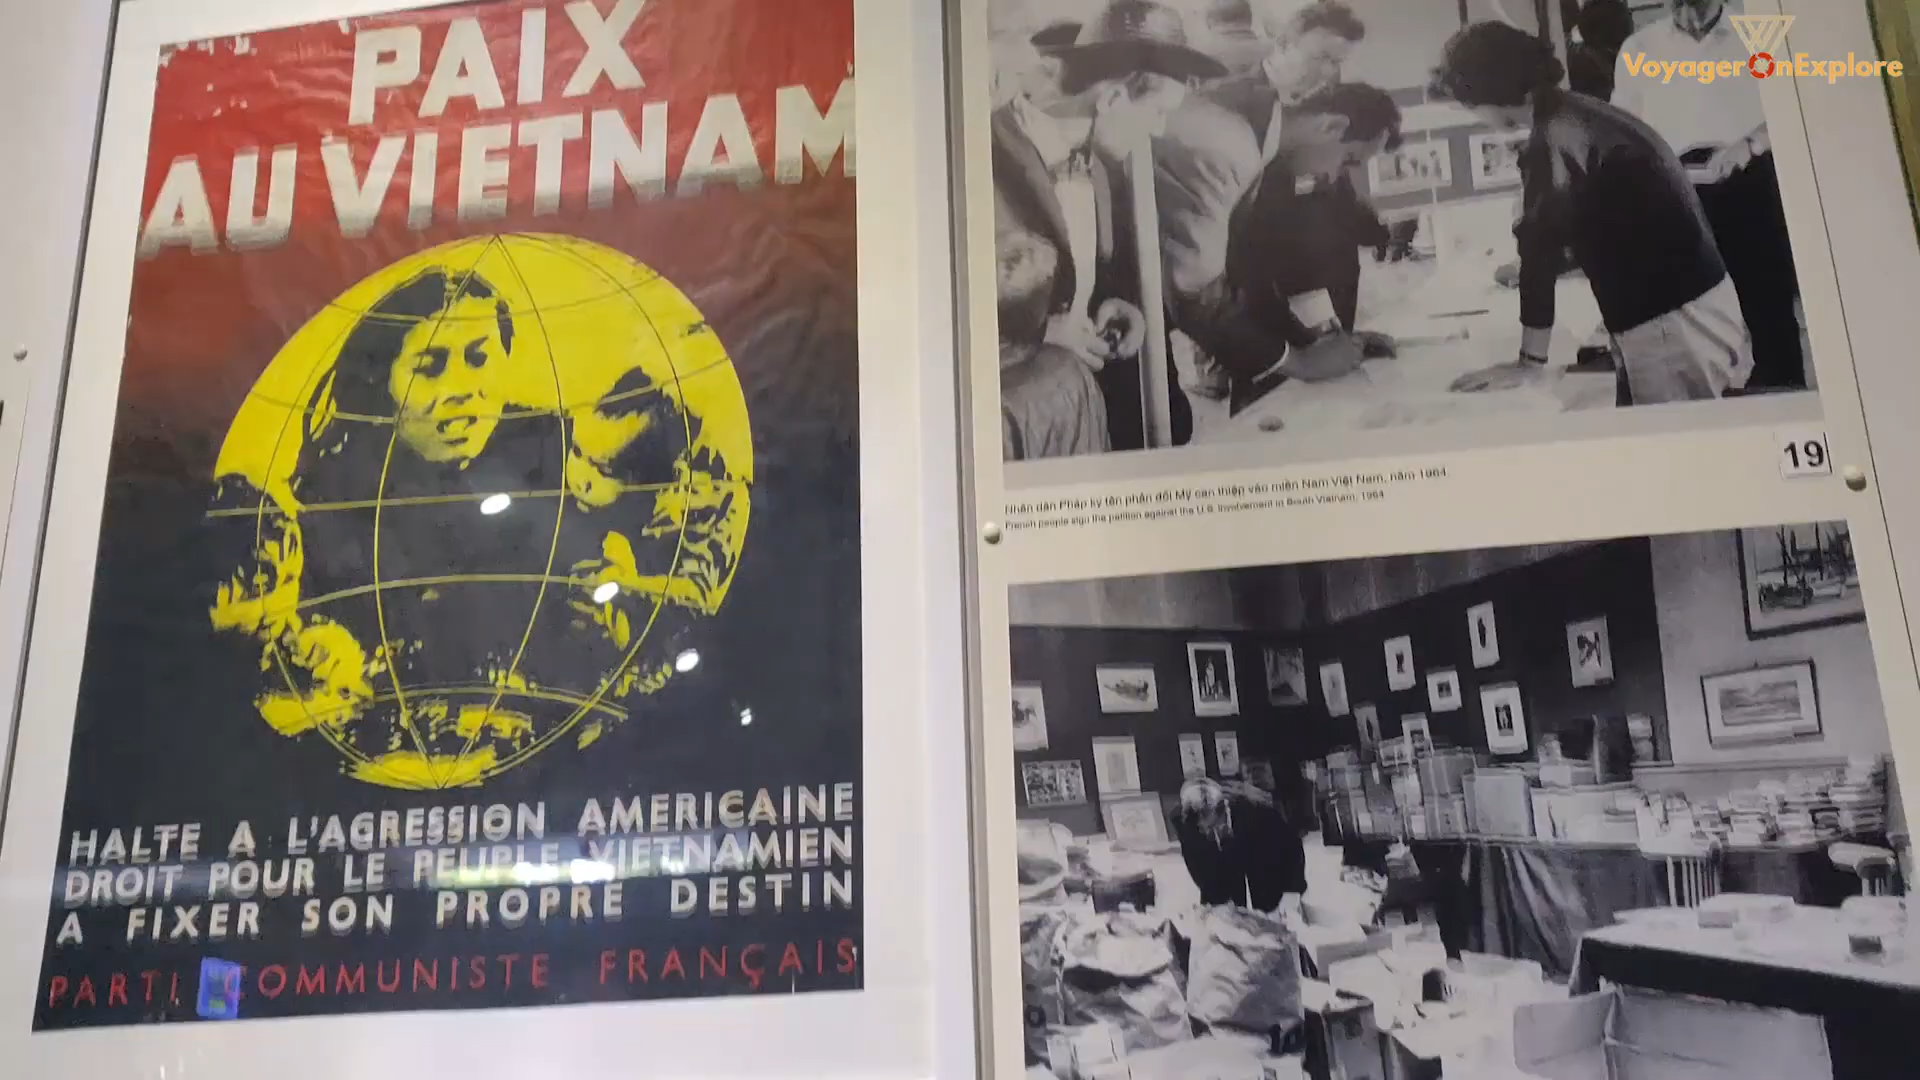 PAIX
AU VIETNAM
HALTE A L'AGRESSION AMERICAINE
DROIT POUR LE PEUPLE VIETNAMIEN
A FIXER SON PROPRE DESTIN
PARTI COMMUNISTE FRANÇAIS
VoyagerOnExplore
19
Nhân dân Pháp ký tên phản đối Mỹ can thiệp vào miền Nam Việt Nam, năm 1964.
French people sign the petition against the U.S. involvement in South Vietnam, 1964